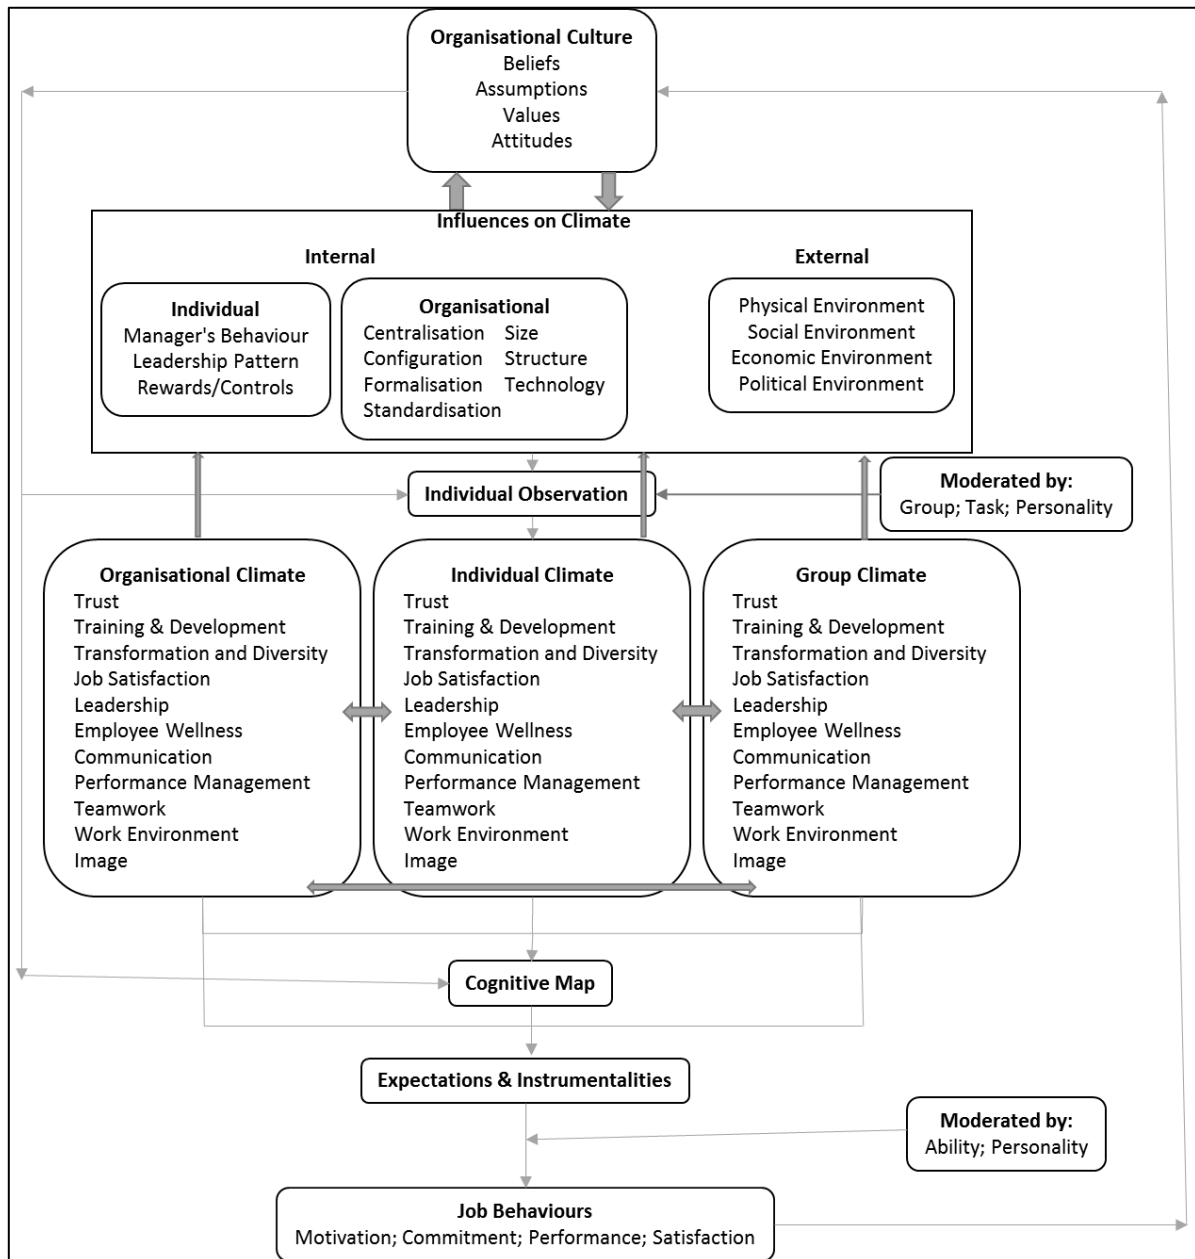 Organisational Culture
Beliefs
Assumptions
Values
Attitudes
Influences on Climate
Internal
External
Individual
Manager's Behaviour
Leadership Pattern
Rewards/Controls
Organisational
Centralisation Size
Configuration Structure
Formalisation Technology
Standardisation
Physical Environment
Social Environment
Economic Environment
Political Environment
Individual Observation
Moderated by:
Group; Task; Personality
Organisational Climate
Trust
Training & Development
Transformation and Diversity
Job Satisfaction
Leadership
Employee Wellness
Communication
Performance Management
Teamwork
Work Environment
Image
Individual Climate
Trust
Training & Development
Transformation and Diversity
Job Satisfaction
Leadership
Employee Wellness
Communication
Performance Management
Teamwork
Work Environment
Image
Group Climate
Trust
Training & Development
Transformation and Diversity
Job Satisfaction
Leadership
Employee Wellness
Communication
Performance Management
Teamwork
Work Environment
Image
Cognitive Map
Expectations & Instrumentalities
Moderated by:
Ability; Personality
Job Behaviours
Motivation; Commitment; Performance; Satisfaction